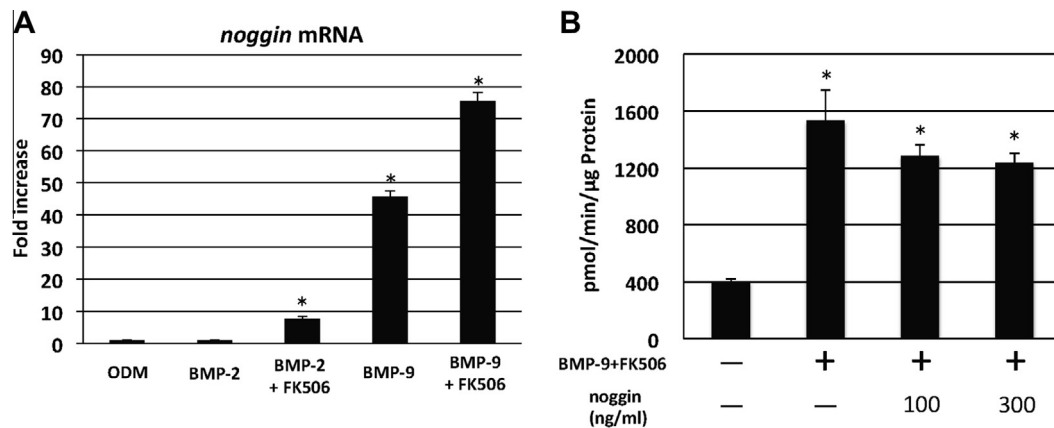 A
noggin mRNA
Fold increase
90
80
70
60
50
40
30
20
10
0
*
*
*
ODM
BMP-2
BMP-2
+ FK506
BMP-9
BMP-9
+ FK506
B
pmol/min/µg Protein
2000
1600
1200
800
400
0
*
*
*
BMP-9+FK506 — + + +
noggin
(ng/ml) — — 100 300